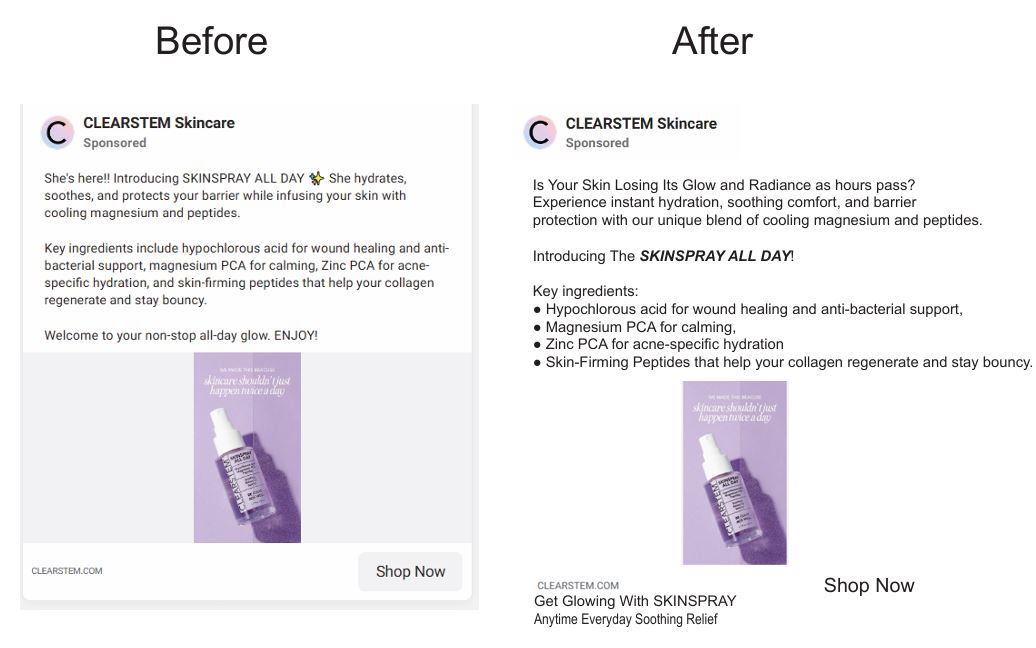 Before
After
C CLEARSTEM Skincare
Sponsored
She's here!! Introducing SKINSPRAY ALL DAY ✨ She hydrates,
soothes, and protects your barrier while infusing your skin with
cooling magnesium and peptides.
Key ingredients include hypochlorous acid for wound healing and anti-
bacterial support, magnesium PCA for calming, Zinc PCA for acne-
specific hydration, and skin-firming peptides that help your collagen
regenerate and stay bouncy.
Welcome to your non-stop all-day glow. ENJOY!
WE MADE THIS BECAUSE
skincare shouldn't just
happen twice a day
CLEARSTEM
SKINSPRAY
ALL DAY
CLEARSTEM.COM
Shop Now
C CLEARSTEM Skincare
Sponsored
Is Your Skin Losing Its Glow and Radiance as hours pass?
Experience instant hydration, soothing comfort, and barrier
protection with our unique blend of cooling magnesium and peptides.
Introducing The SKINSPRAY ALL DAY!
Key ingredients:
● Hypochlorous acid for wound healing and anti-bacterial support,
● Magnesium PCA for calming,
● Zinc PCA for acne-specific hydration
● Skin-Firming Peptides that help your collagen regenerate and stay bouncy.
WE MADE THIS BECAUSE
skincare shouldn't just
happen twice a day
CLEARSTEM
SKINSPRAY
ALL DAY
CLEARSTEM.COM
Get Glowing With SKINSPRAY
Anytime Everyday Soothing Relief
Shop Now